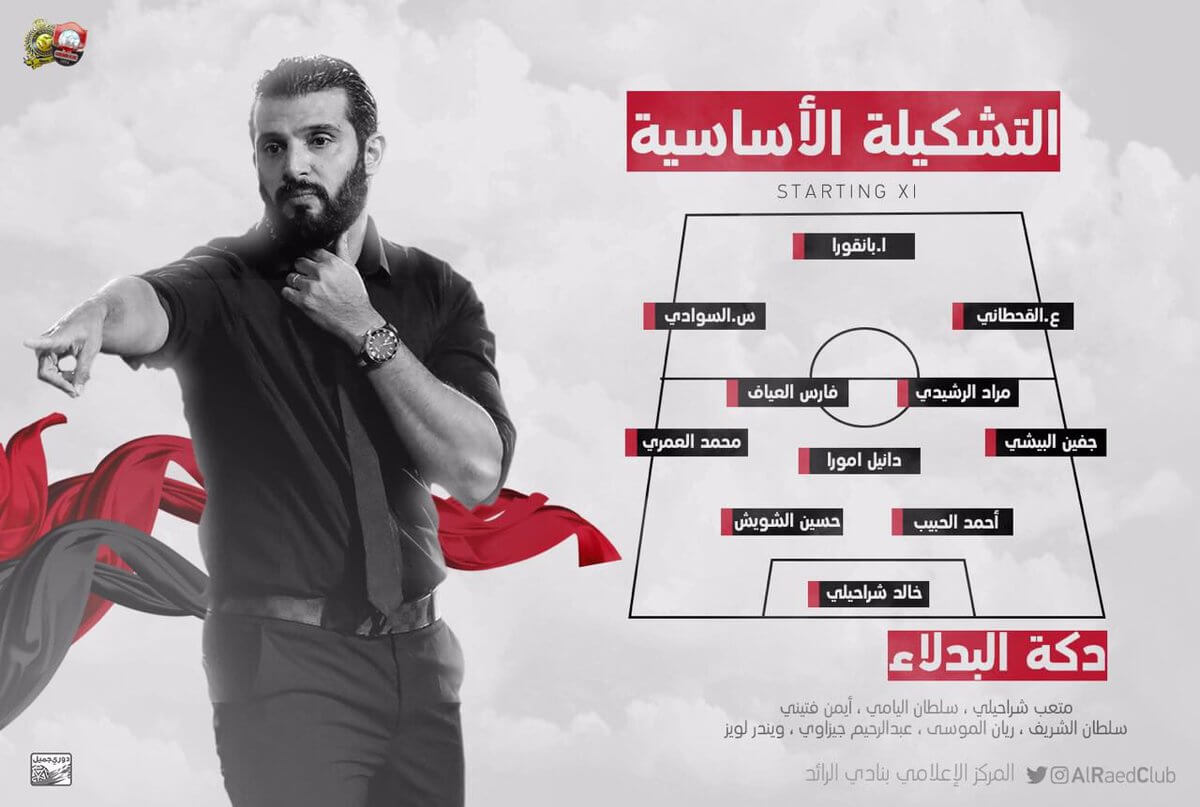 التشكيلة الأساسية
STARTING XI
ا.بانقورا
ع.القحطاني
س.السوادي
مراد الرشيدي
فارس العياف
جفين البيشي
محمد العمري
دانيل امورا
أحمد الحبيب
حسين الشويش
خالد شراحيلي
دكة البدلاء
متعب شراحيلي ، سلطان اليامي ، أيمن فتيني
سلطان الشريف ، ريان الموسى ، عبدالرحيم جيزاوي ، ويندر لويز
المركز الإعلامي بنادي الرائد @AlRaedClub
دوري جميل